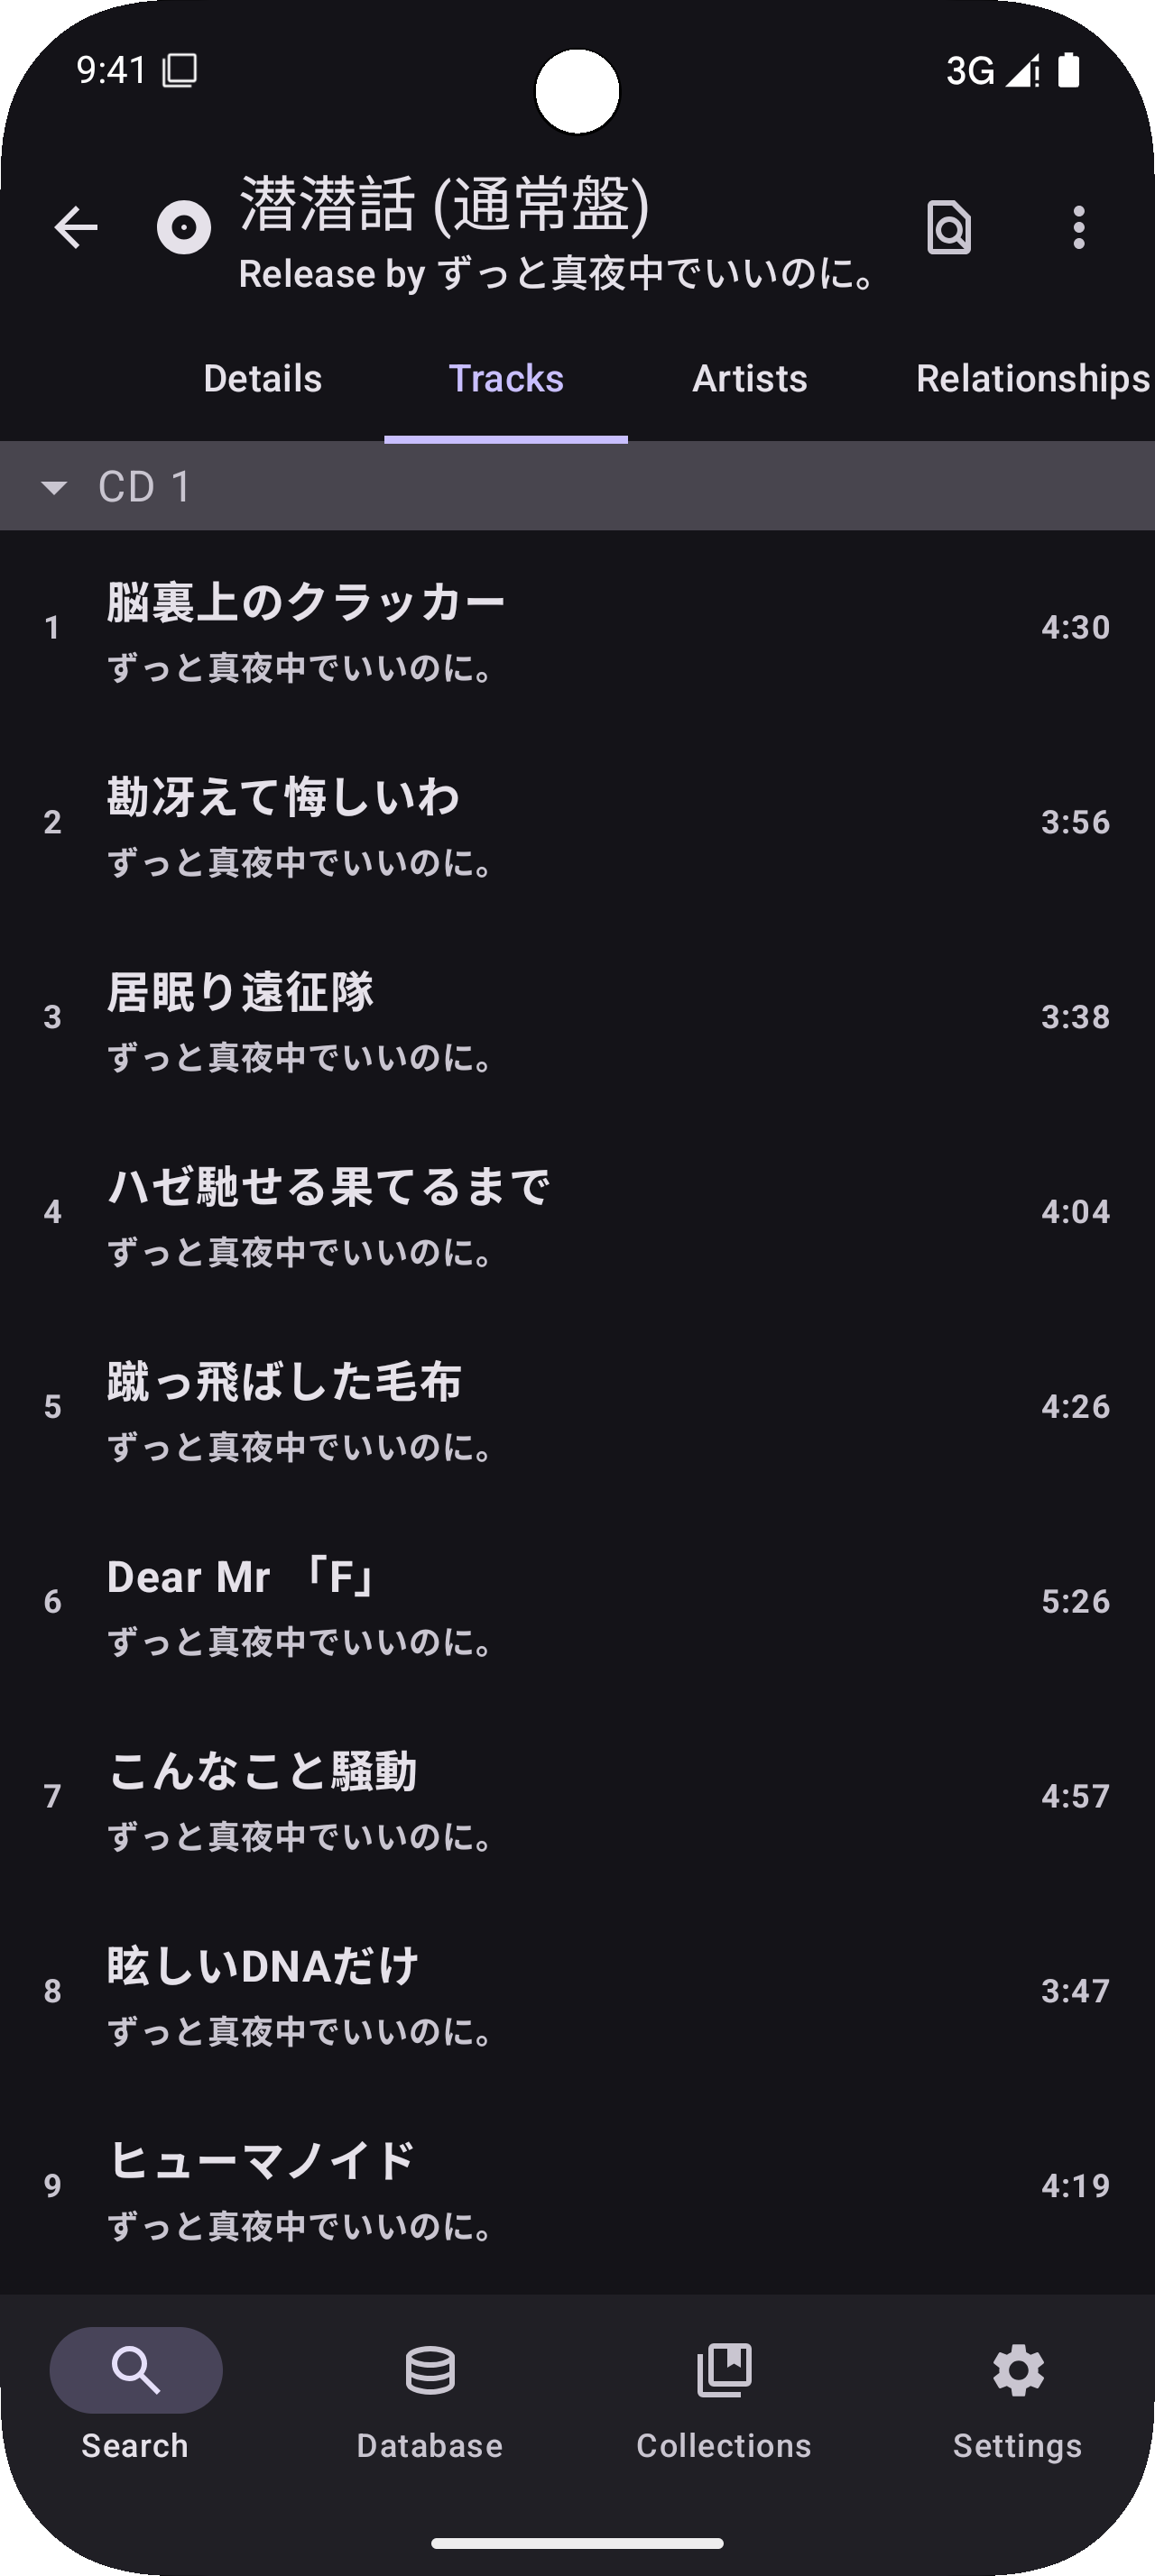 9:41
3G
潜潜話 (通常盤)
Release by ずっと真夜中でいいのに。
Details Tracks Artists Relationships
CD 1
1 脳裏上のクラッカー 4:30
ずっと真夜中でいいのに。
2 勘冴えて悔しいわ 3:56
ずっと真夜中でいいのに。
3 居眠り遠征隊 3:38
ずっと真夜中でいいのに。
4 ハゼ馳せる果てるまで 4:04
ずっと真夜中でいいのに。
5 蹴っ飛ばした毛布 4:26
ずっと真夜中でいいのに。
6 Dear Mr 「F」 5:26
ずっと真夜中でいいのに。
7 こんなこと騒動 4:57
ずっと真夜中でいいのに。
8 眩しいDNAだけ 3:47
ずっと真夜中でいいのに。
9 ヒューマノイド 4:19
ずっと真夜中でいいのに。
Search Database Collections Settings